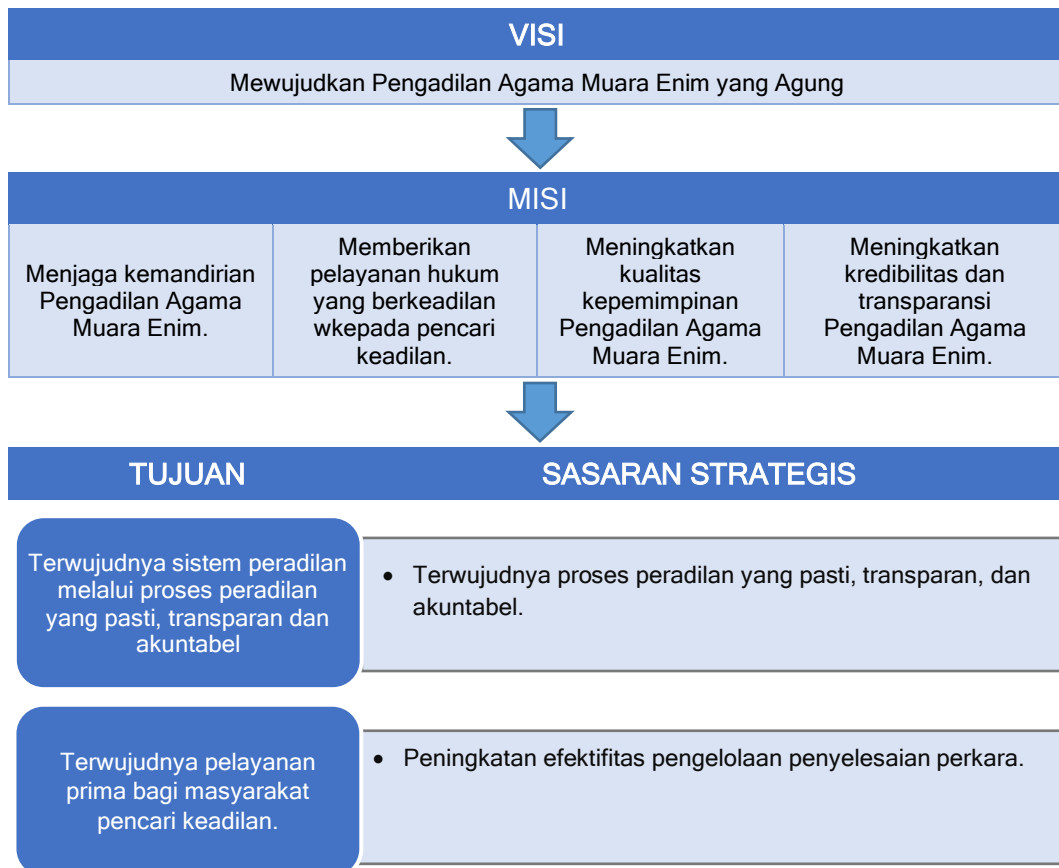 VISI
Mewujudkan Pengadilan Agama Muara Enim yang Agung
MISI
Menjaga kemandirian
Pengadilan Agama
Muara Enim.
Memberikan
pelayanan hukum
yang berkeadilan
wkepada pencari
keadilan.
Meningkatkan
kualitas
kepemimpinan
Pengadilan Agama
Muara Enim.
Meningkatkan
kredibilitas dan
transparansi
Pengadilan Agama
Muara Enim.
TUJUAN
SASARAN STRATEGIS
Terwujudnya sistem peradilan
melalui proses peradilan
yang pasti, transparan dan
akuntabel
• Terwujudnya proses peradilan yang pasti, transparan, dan
akuntabel.
Terwujudnya pelayanan
prima bagi masyarakat
pencari keadilan.
• Peningkatan efektifitas pengelolaan penyelesaian perkara.